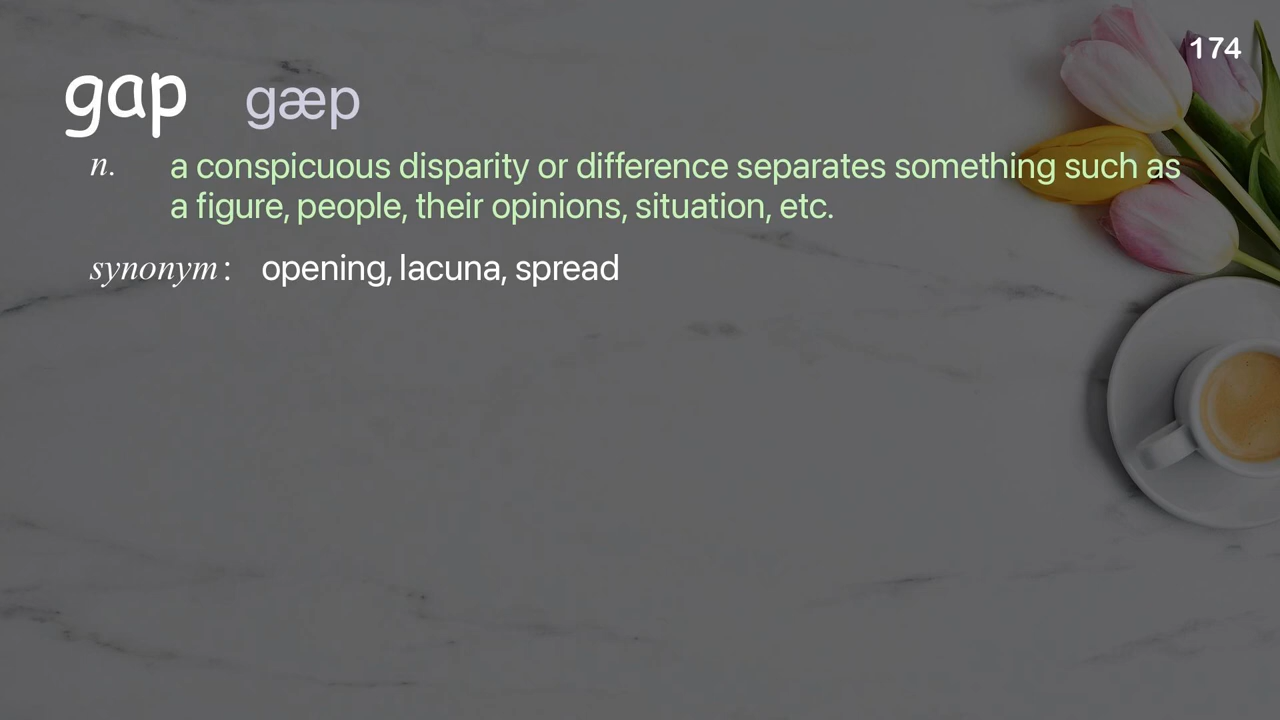 174
gap gæp
n. a conspicuous disparity or difference separates something such as
a figure, people, their opinions, situation, etc.
synonym: opening, lacuna, spread